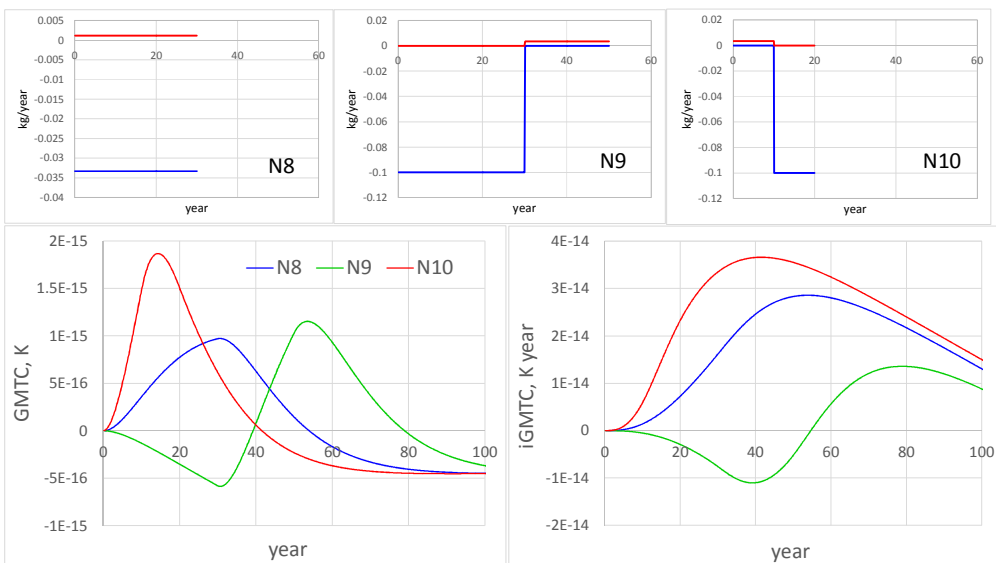 0.005
0
-0.005
-0.01
-0.015
-0.02
-0.025
-0.03
-0.035
-0.04
0 20 40 60
kg/year
year
N8
0.02
0
-0.02
-0.04
-0.06
-0.08
-0.1
-0.12
0 20 40 60
kg/year
year
N9
0.02
0
-0.02
-0.04
-0.06
-0.08
-0.1
-0.12
0 20 40 60
kg/year
year
N10
2E-15
1.5E-15
1E-15
5E-16
0
-5E-16
-1E-15
0 20 40 60 80 100
GMTC, K
year
N8 N9 N10
4E-14
3E-14
2E-14
1E-14
0
-1E-14
-2E-14
0 20 40 60 80 100
iGMTC, K year
year